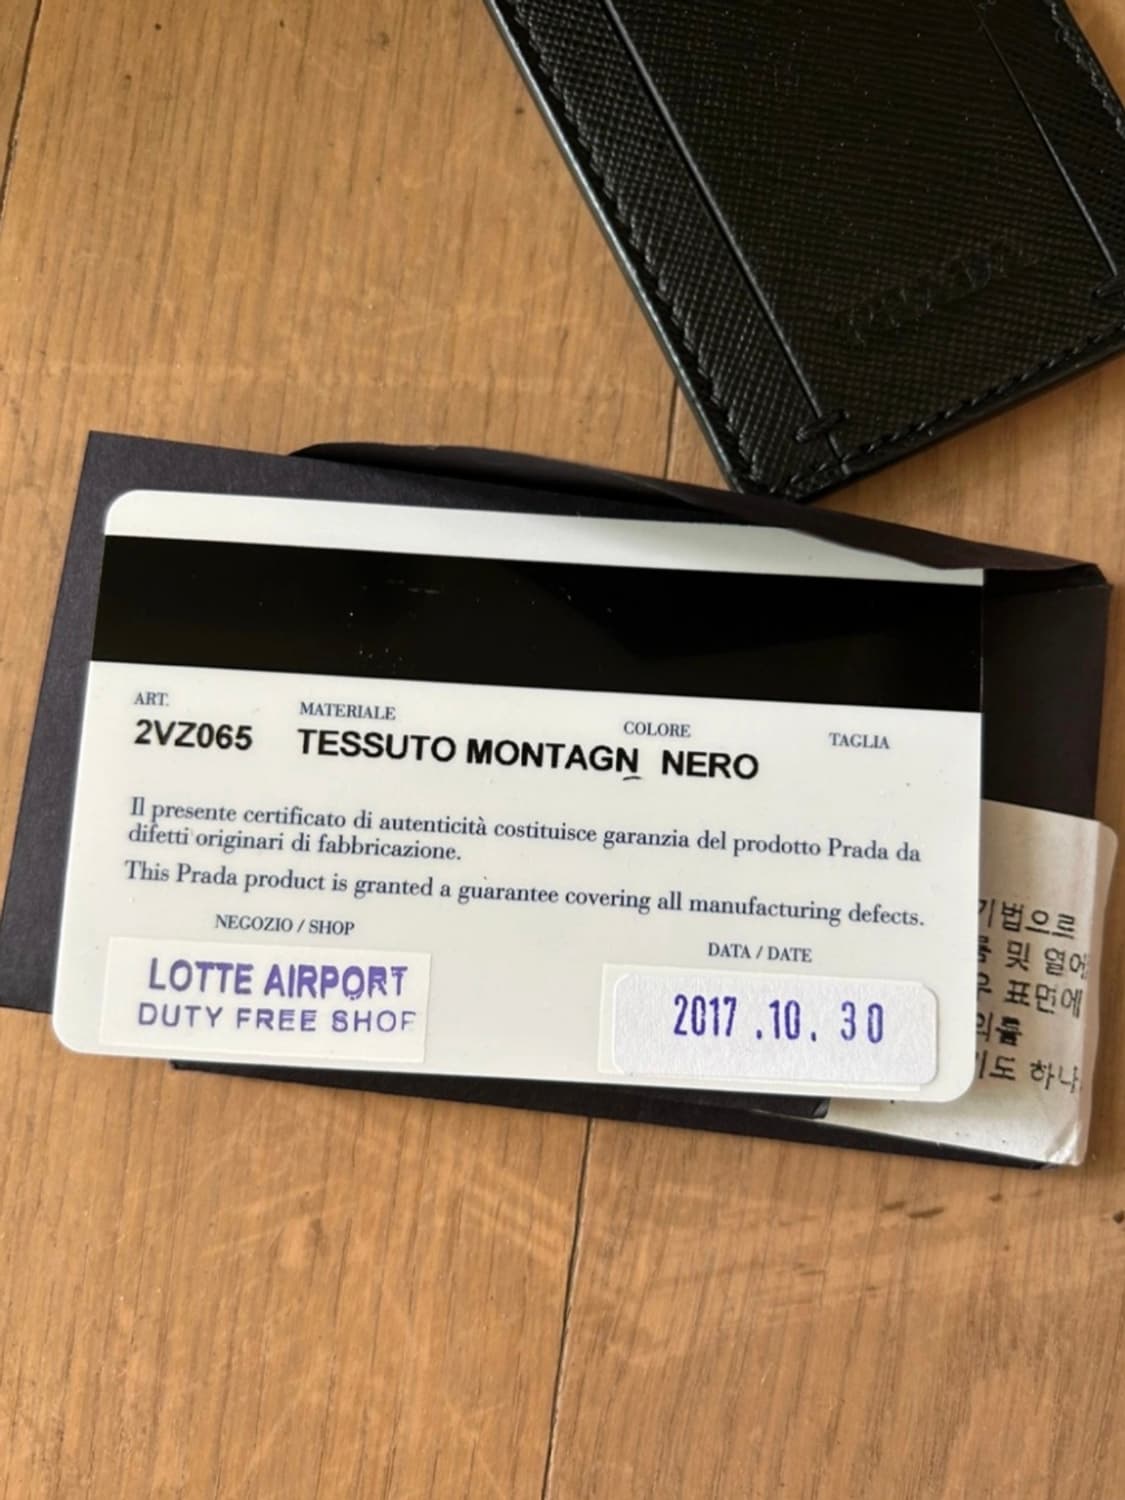 PRADA
ART. MATERIALE COLORE TAGLIA
2VZ065 TESSUTO MONTAGN NERO
Il presente certificato di autenticità costituisce garanzia del prodotto Prada da
difetti originari di fabbricazione.
This Prada product is granted a guarantee covering all manufacturing defects.
NEGOZIO / SHOP DATA / DATE
LOTTE AIRPORT
DUTY FREE SHOP
2017 .10. 30
기법으로
및 열어
표면에
기도 하나